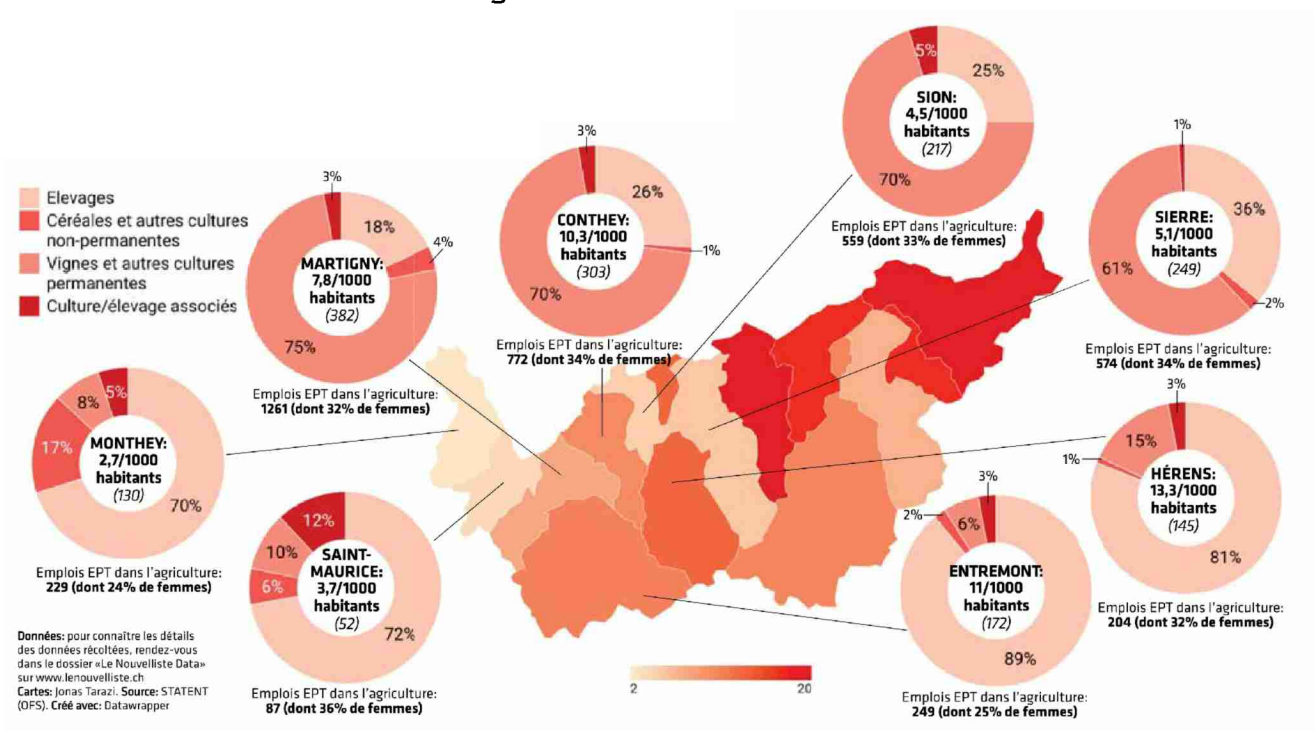 Elevages
Céréales et autres cultures
non-permanentes
Vignes et autres cultures
permanentes
Culture/élevage associés
3%
18%
4%
75%
MARTIGNY:
7,8/1000
habitants
(382)
Emplois EPT dans l'agriculture:
1261 (dont 32% de femmes)
3%
26%
1%
70%
CONTHEY:
10,3/1000
habitants
(303)
Emplois EPT dans l'agriculture:
772 (dont 34% de femmes)
5%
25%
70%
SION:
4,5/1000
habitants
(217)
Emplois EPT dans l'agriculture:
559 (dont 33% de femmes)
1%
36%
2%
61%
SIERRE:
5,1/1000
habitants
(249)
Emplois EPT dans l'agriculture:
574 (dont 34% de femmes)
5%
8%
17%
70%
MONTHEY:
2,7/1000
habitants
(130)
Emplois EPT dans l'agriculture:
229 (dont 24% de femmes)
12%
10%
6%
72%
SAINT-
MAURICE:
3,7/1000
habitants
(52)
Emplois EPT dans l'agriculture:
87 (dont 36% de femmes)
3%
6%
2%
89%
ENTREMONT:
11/1000
habitants
(172)
Emplois EPT dans l'agriculture:
249 (dont 25% de femmes)
3%
15%
1%
81%
HÉRENS:
13,3/1000
habitants
(145)
Emplois EPT dans l'agriculture:
204 (dont 32% de femmes)
2
20
Données: pour connaître les détails
des données récoltées, rendez-vous
dans le dossier «Le Nouvelliste Data»
sur www.lenouvelliste.ch
Cartes: Jonas Tarazi. Source: STATENT
(OFS). Créé avec: Datawrapper